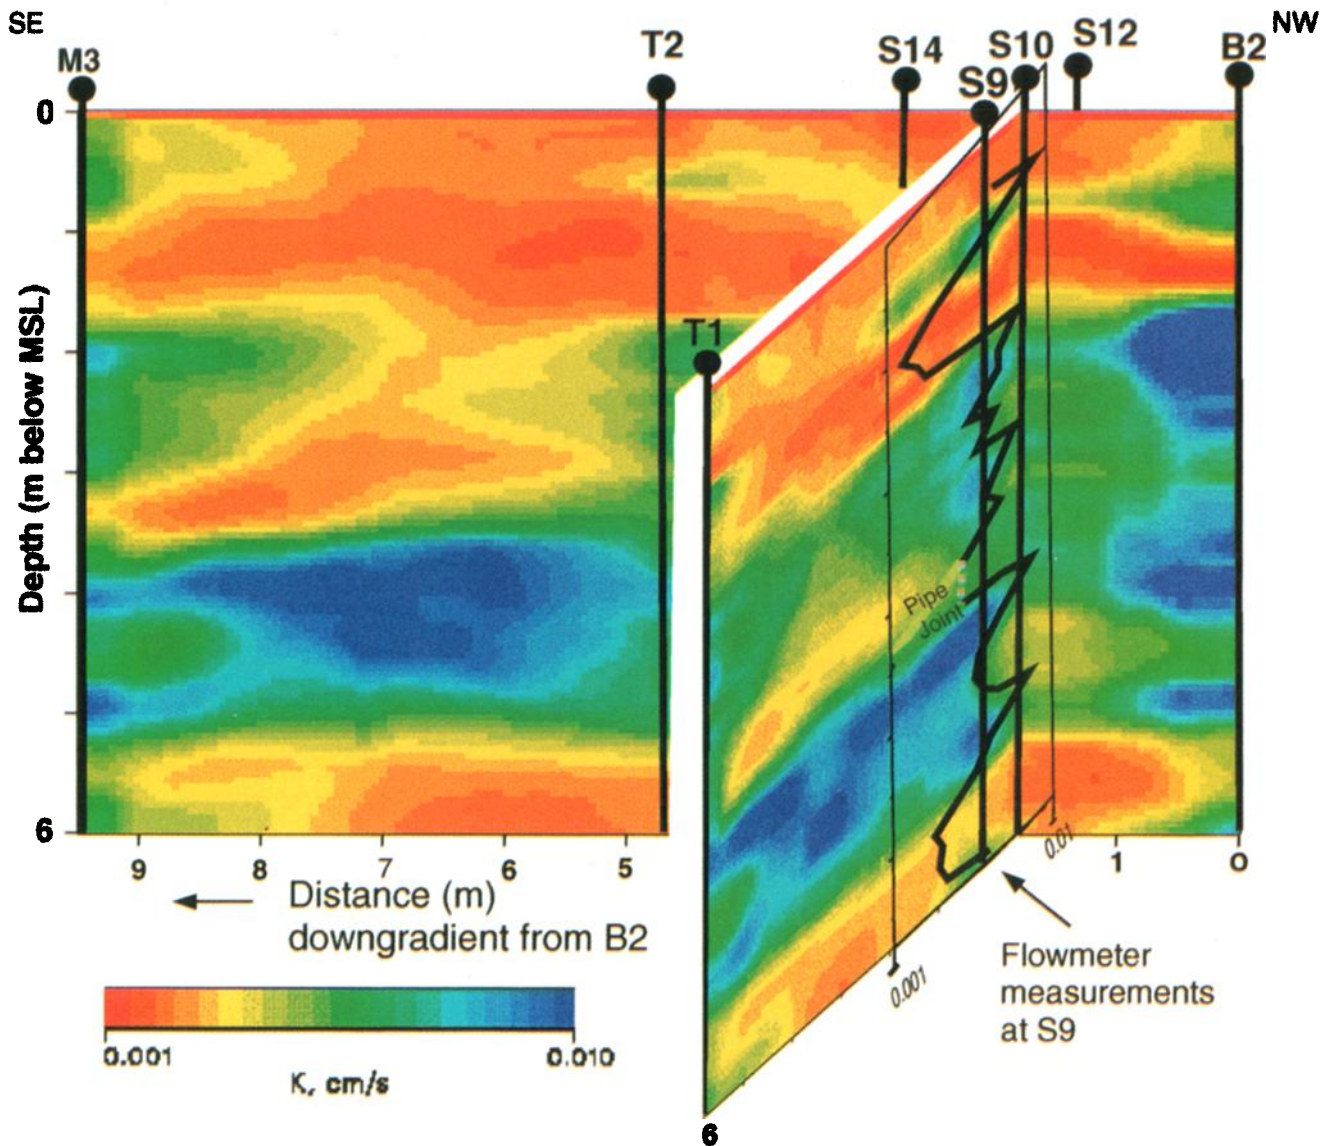 SE
NW
M3
T2
S14
S9
S10
S12
B2
0
T1
Depth (m below MSL)
Pipe
Joint
6
9
8
7
6
5
1
0
0.01
Distance (m)
downgradient from B2
0.001
Flowmeter
measurements
at S9
0.001
0.010
K, cm/s
6